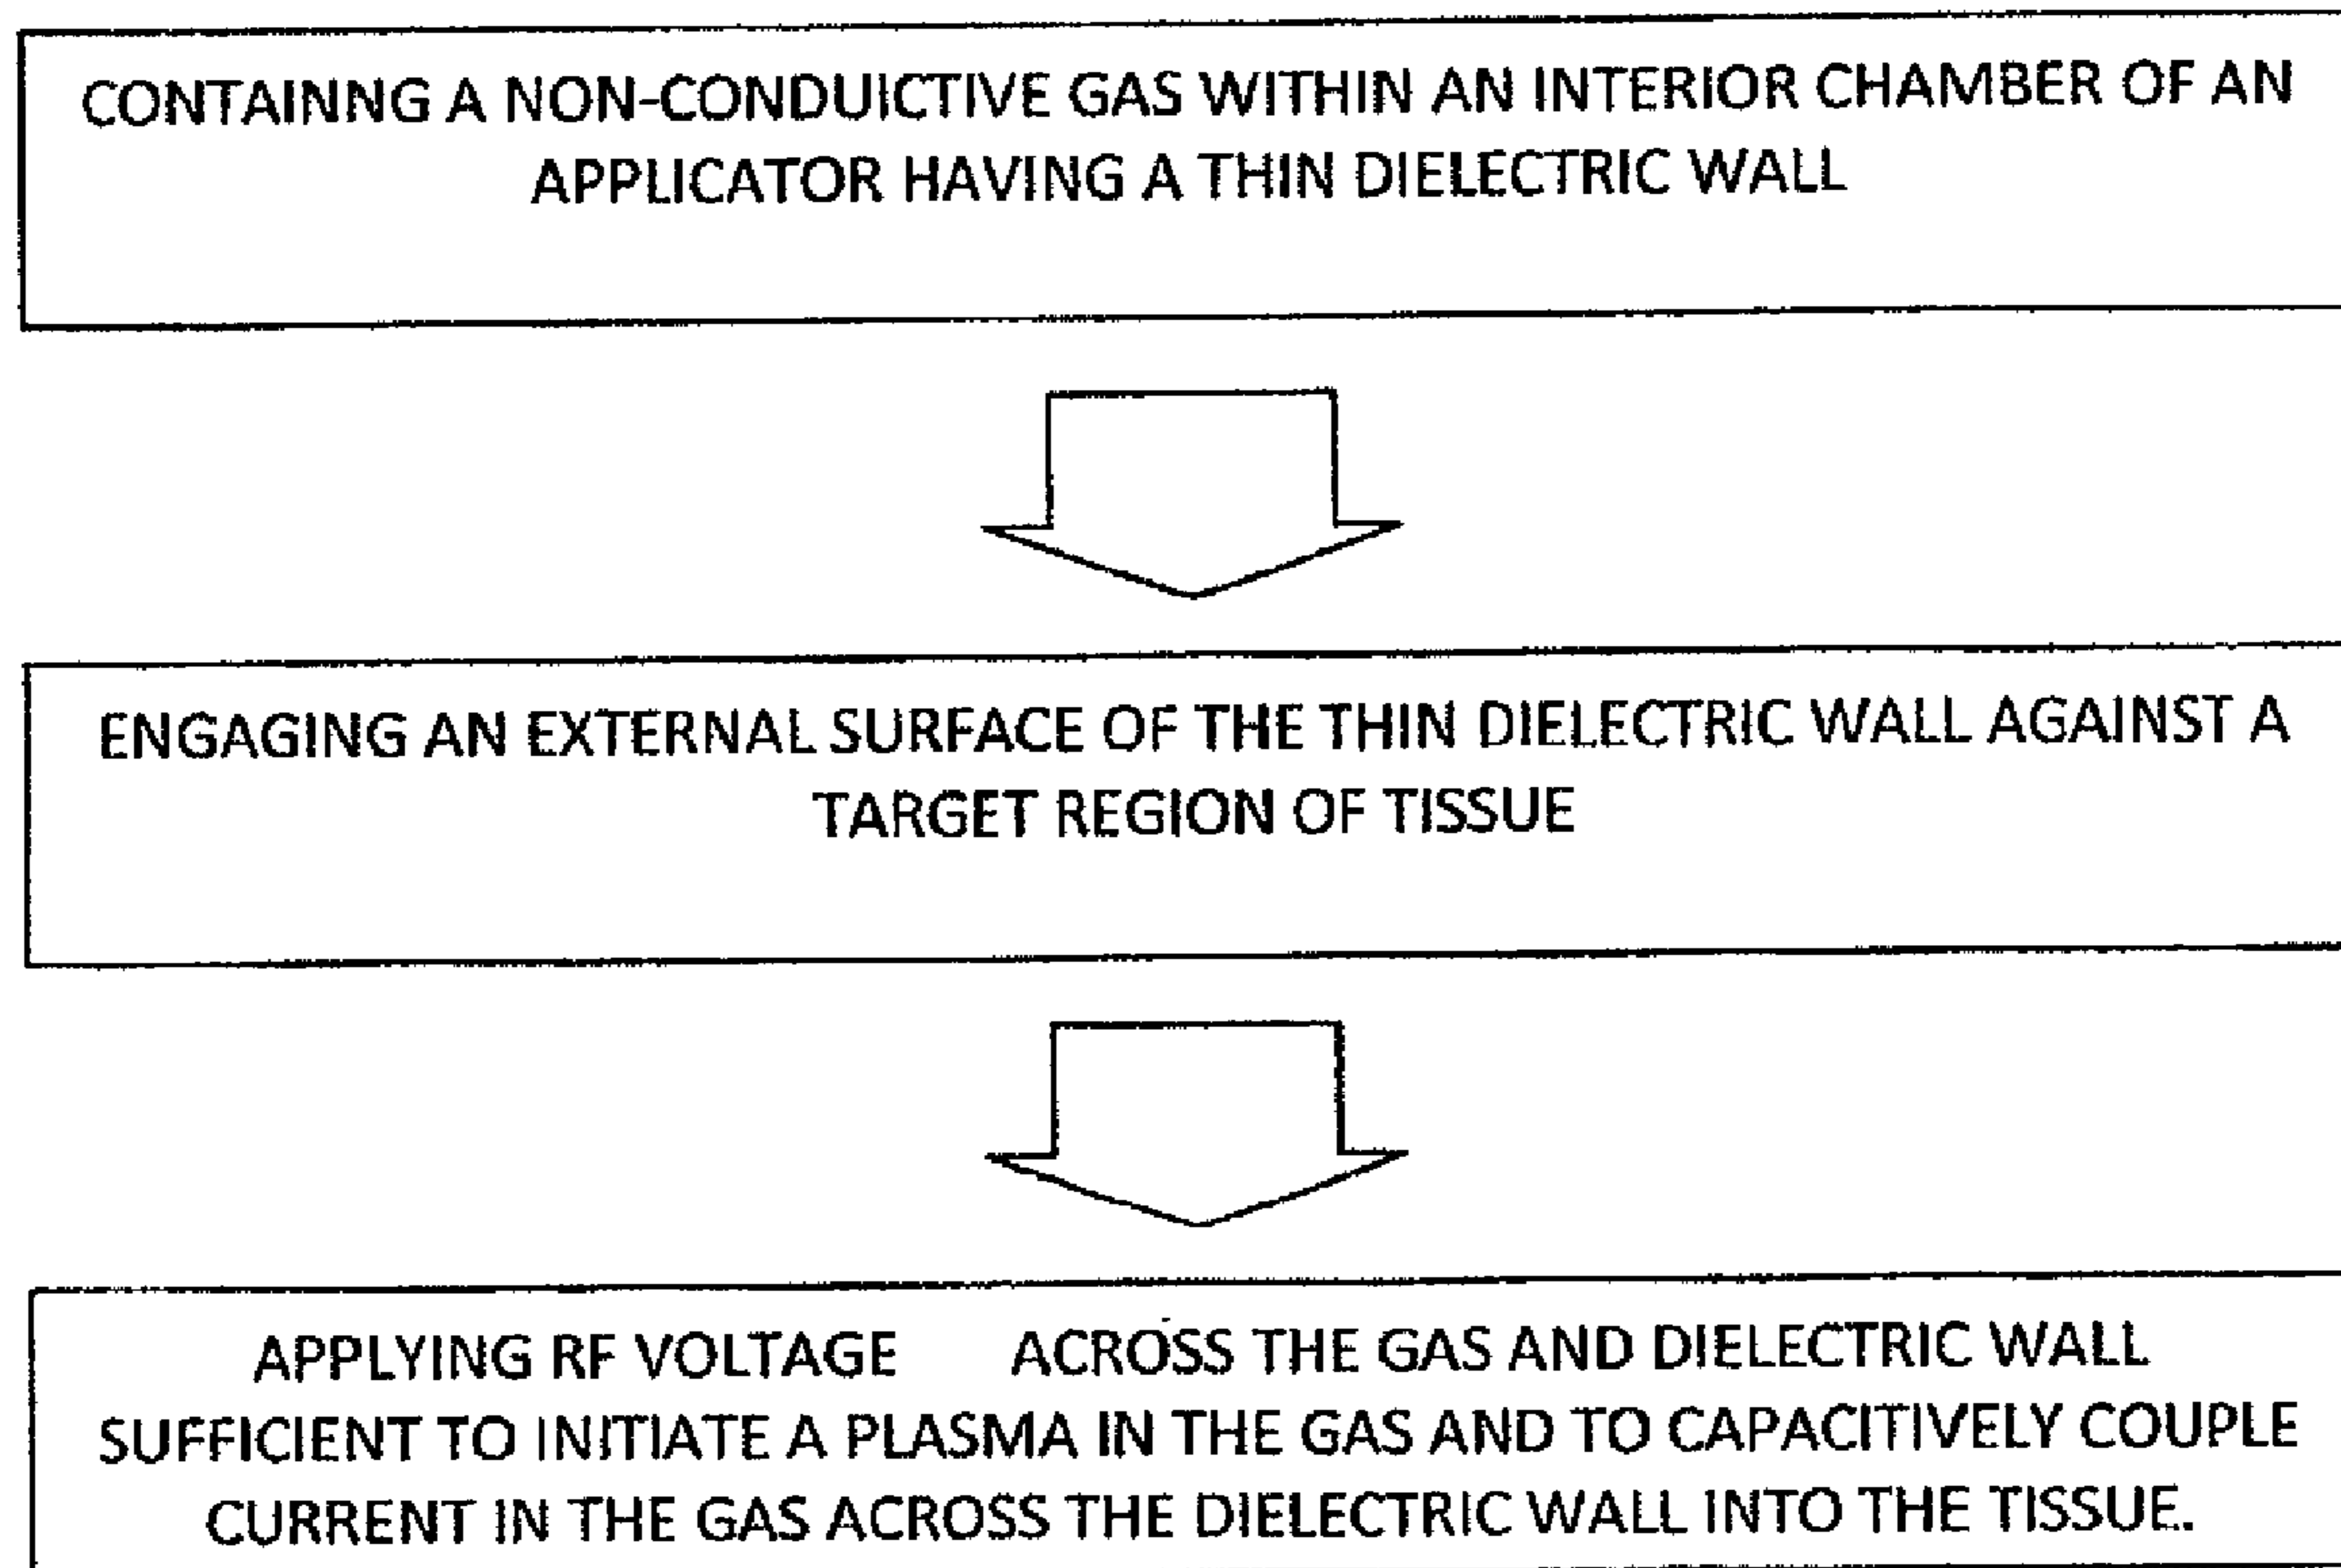 CONTAINNG A NON-CONDUICTIVE GAS WITHIN AN INTERIOR CHAMBER OF AN
APPLICATOR HAVING A THIN DIELECTRIC WALL
ENGAGING AN EXTERNAL SURFACE OF THE THIN DIELECTRIC WALL AGAINST A
TARGET REGION OF TISSUE
APPLYING RF VOLTAGE ACROSS THE GAS AND DIELECTRIC WALL
SUFFICIENT TO INITIATE A PLASMA IN THE GAS AND TO CAPACITIVELY COUPLE
CURRENT IN THE GAS ACROSS THE DIELECTRIC WALL INTO THE TISSUE.